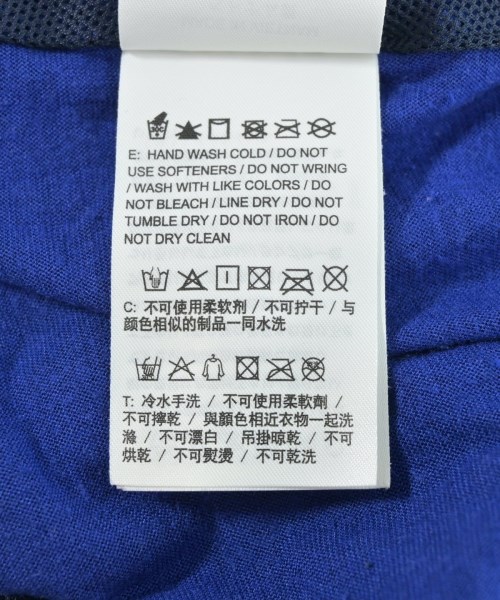 E: HAND WASH COLD / DO NOT
USE SOFTENERS / DO NOT WRING
/ WASH WITH LIKE COLORS / DO
NOT BLEACH / LINE DRY / DO NOT
TUMBLE DRY / DO NOT IRON / DO
NOT DRY CLEAN
C: 不可使用柔软剂 / 不可拧干 / 与
颜色相似的制品一同水洗
T: 冷水手洗 / 不可使用柔軟劑 /
不可擰乾 / 與顏色相近衣物一起洗
滌 / 不可漂白 / 吊掛晾乾 / 不可
烘乾 / 不可熨燙 / 不可乾洗